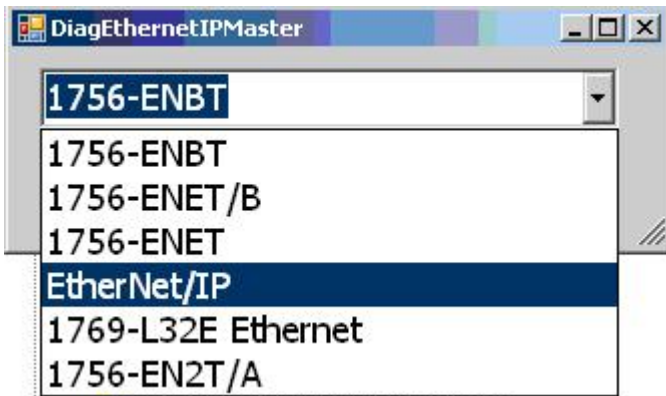 DiagEthernetIPMaster
1756-ENBT
1756-ENBT
1756-ENET/B
1756-ENET
EtherNet/IP
1769-L32E Ethernet
1756-EN2T/A